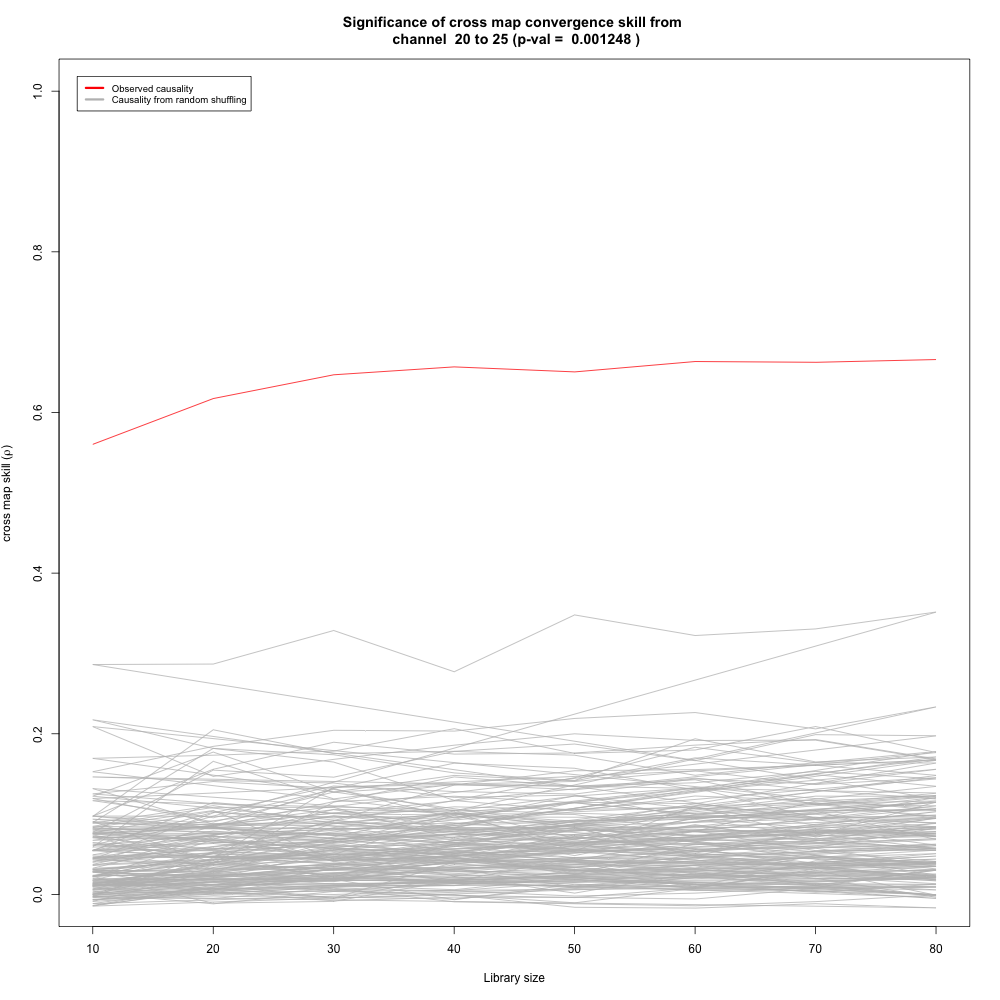 Significance of cross map convergence skill from
channel  20 to 25 (p-val =  0.001248 )
Observed causality
Causality from random shuffling
1.0
0.8
0.6
0.4
0.2
0.0
cross map skill (ρ)
10 20 30 40 50 60 70 80
Library size